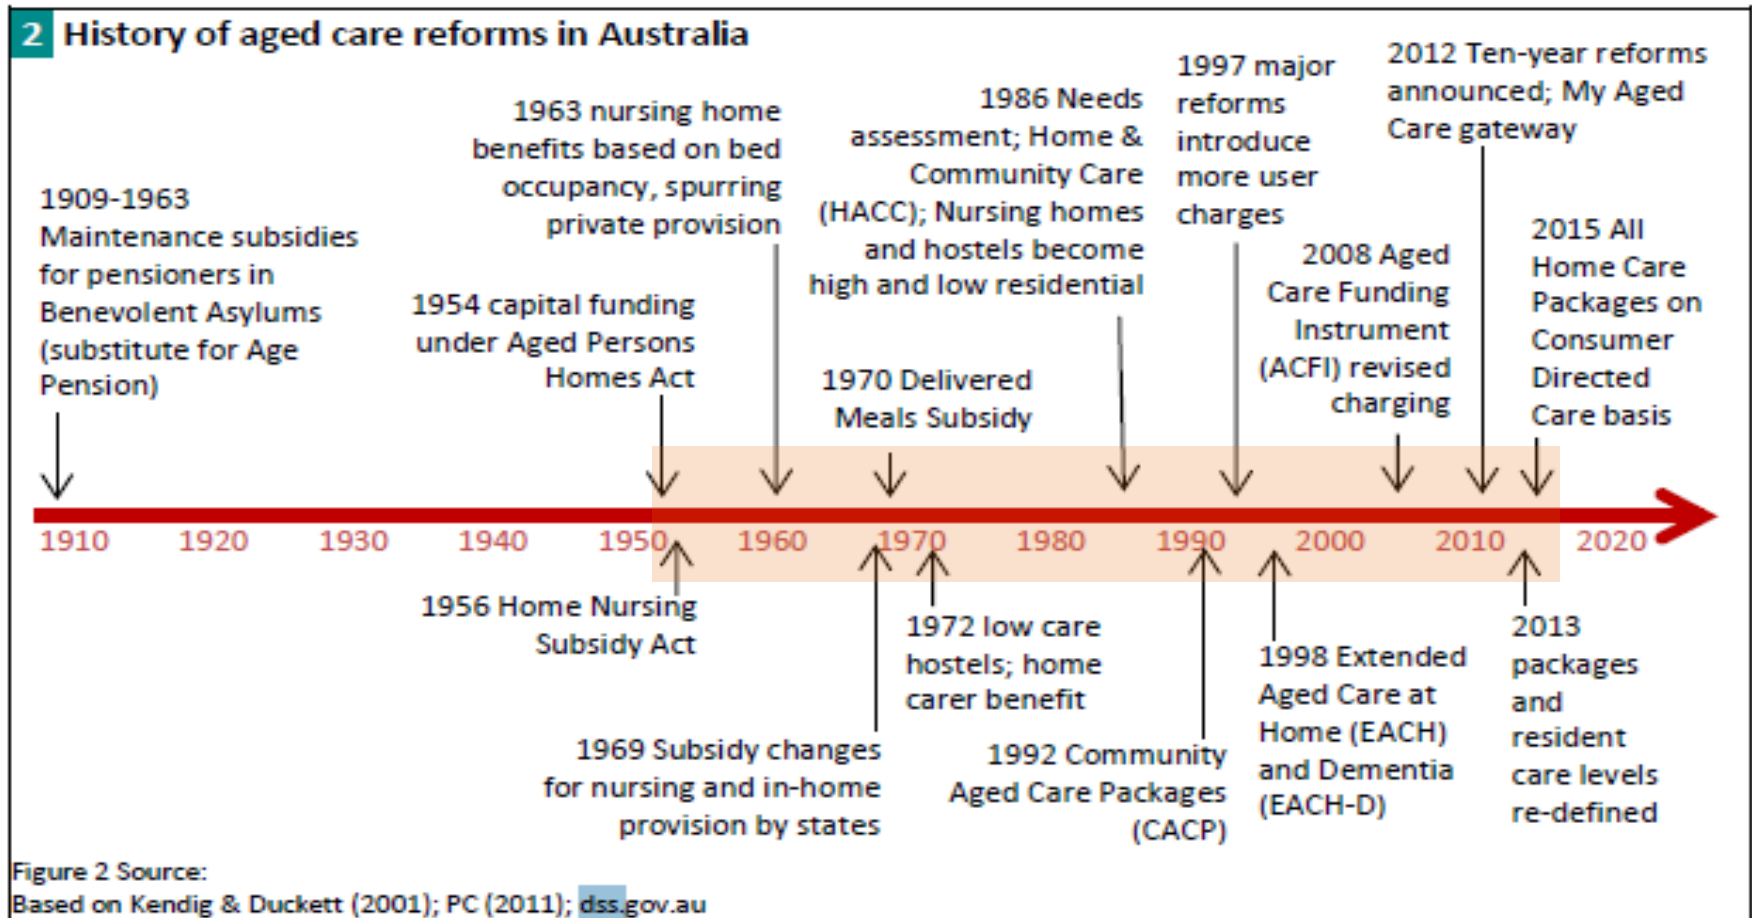 2 History of aged care reforms in Australia
1909-1963
Maintenance subsidies
for pensioners in
Benevolent Asylums
(substitute for Age
Pension)
1954 capital funding
under Aged Persons
Homes Act
1963 nursing home
benefits based on bed
occupancy, spurring
private provision
1970 Delivered
Meals Subsidy
1986 Needs
assessment; Home &
Community Care
(HACC); Nursing homes
and hostels become
high and low residential
1997 major
reforms
introduce
more user
charges
2008 Aged
Care Funding
Instrument
(ACFI) revised
charging
2012 Ten-year reforms
announced; My Aged
Care gateway
2015 All
Home Care
Packages on
Consumer
Directed
Care basis
1910 1920 1930 1940 1950 1960 1970 1980 1990 2000 2010 2020
1956 Home Nursing
Subsidy Act
1969 Subsidy changes
for nursing and in-home
provision by states
1972 low care
hostels; home
carer benefit
1992 Community
Aged Care Packages
(CACP)
1998 Extended
Aged Care at
Home (EACH)
and Dementia
(EACH-D)
2013
packages
and
resident
care levels
re-defined
Figure 2 Source:
Based on Kendig & Duckett (2001); PC (2011); dss.gov.au